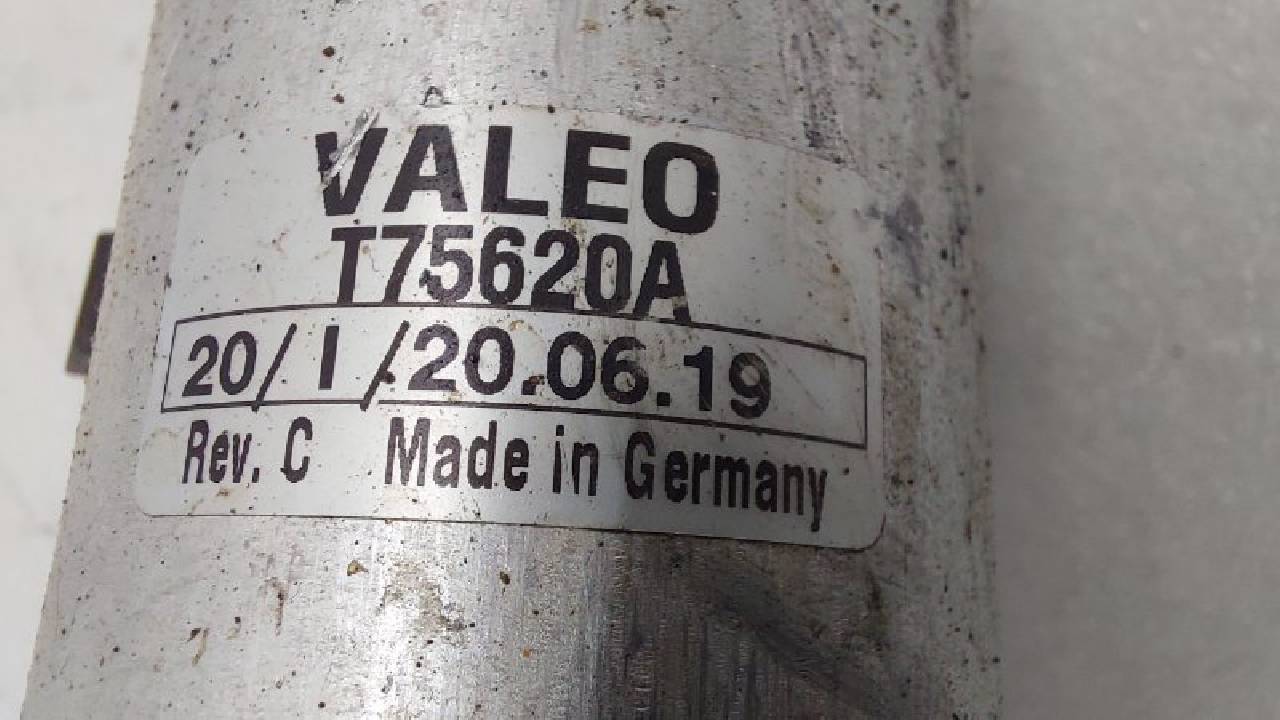 VALEO
T75620A
20/ I /20.06.19
Rev. C Made in Germany